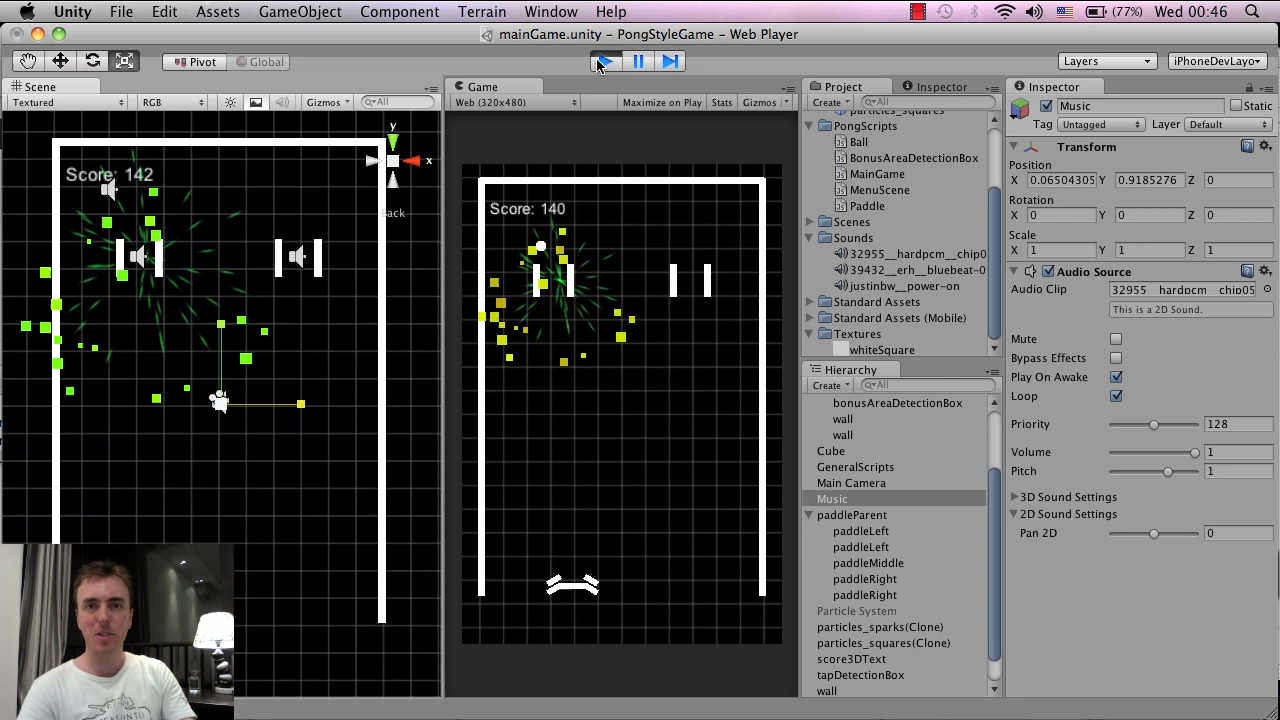 Unity File Edit Assets GameObject Component Terrain Window Help (77%) Wed 00:46
mainGame.unity – PongStyleGame – Web Player
Pivot Global Layers iPhoneDevLayo
Scene
Textured RGB Gizmos All
Score: 142
y
x
Back
Game
Web (320x480) Maximize on Play Stats Gizmos
Score: 140
Project Inspector
Create All
particles_squares
PongScripts
Ball
BonusAreaDetectionBox
MainGame
MenuScene
Paddle
Scenes
Sounds
32955__hardpcm__chip0
39432__erh__bluebeat-0
justinbw__power-on
Standard Assets
Standard Assets (Mobile)
Textures
whiteSquare
Hierarchy
Create All
bonusAreaDetectionBox
wall
wall
Cube
GeneralScripts
Main Camera
Music
paddleParent
paddleLeft
paddleLeft
paddleMiddle
paddleRight
paddleRight
Particle System
particles_sparks(Clone)
particles_squares(Clone)
score3DText
tapDetectionBox
wall
Inspector
Music Static
Tag Untagged Layer Default
Transform
Position
X 0.06504305 Y 0.9185276 Z 0
Rotation
X 0 Y 0 Z 0
Scale
X 1 Y 1 Z 1
Audio Source
Audio Clip 32955__hardpcm__chip05
This is a 2D Sound.
Mute
Bypass Effects
Play On Awake
Loop
Priority 128
Volume 1
Pitch 1
3D Sound Settings
2D Sound Settings
Pan 2D 0